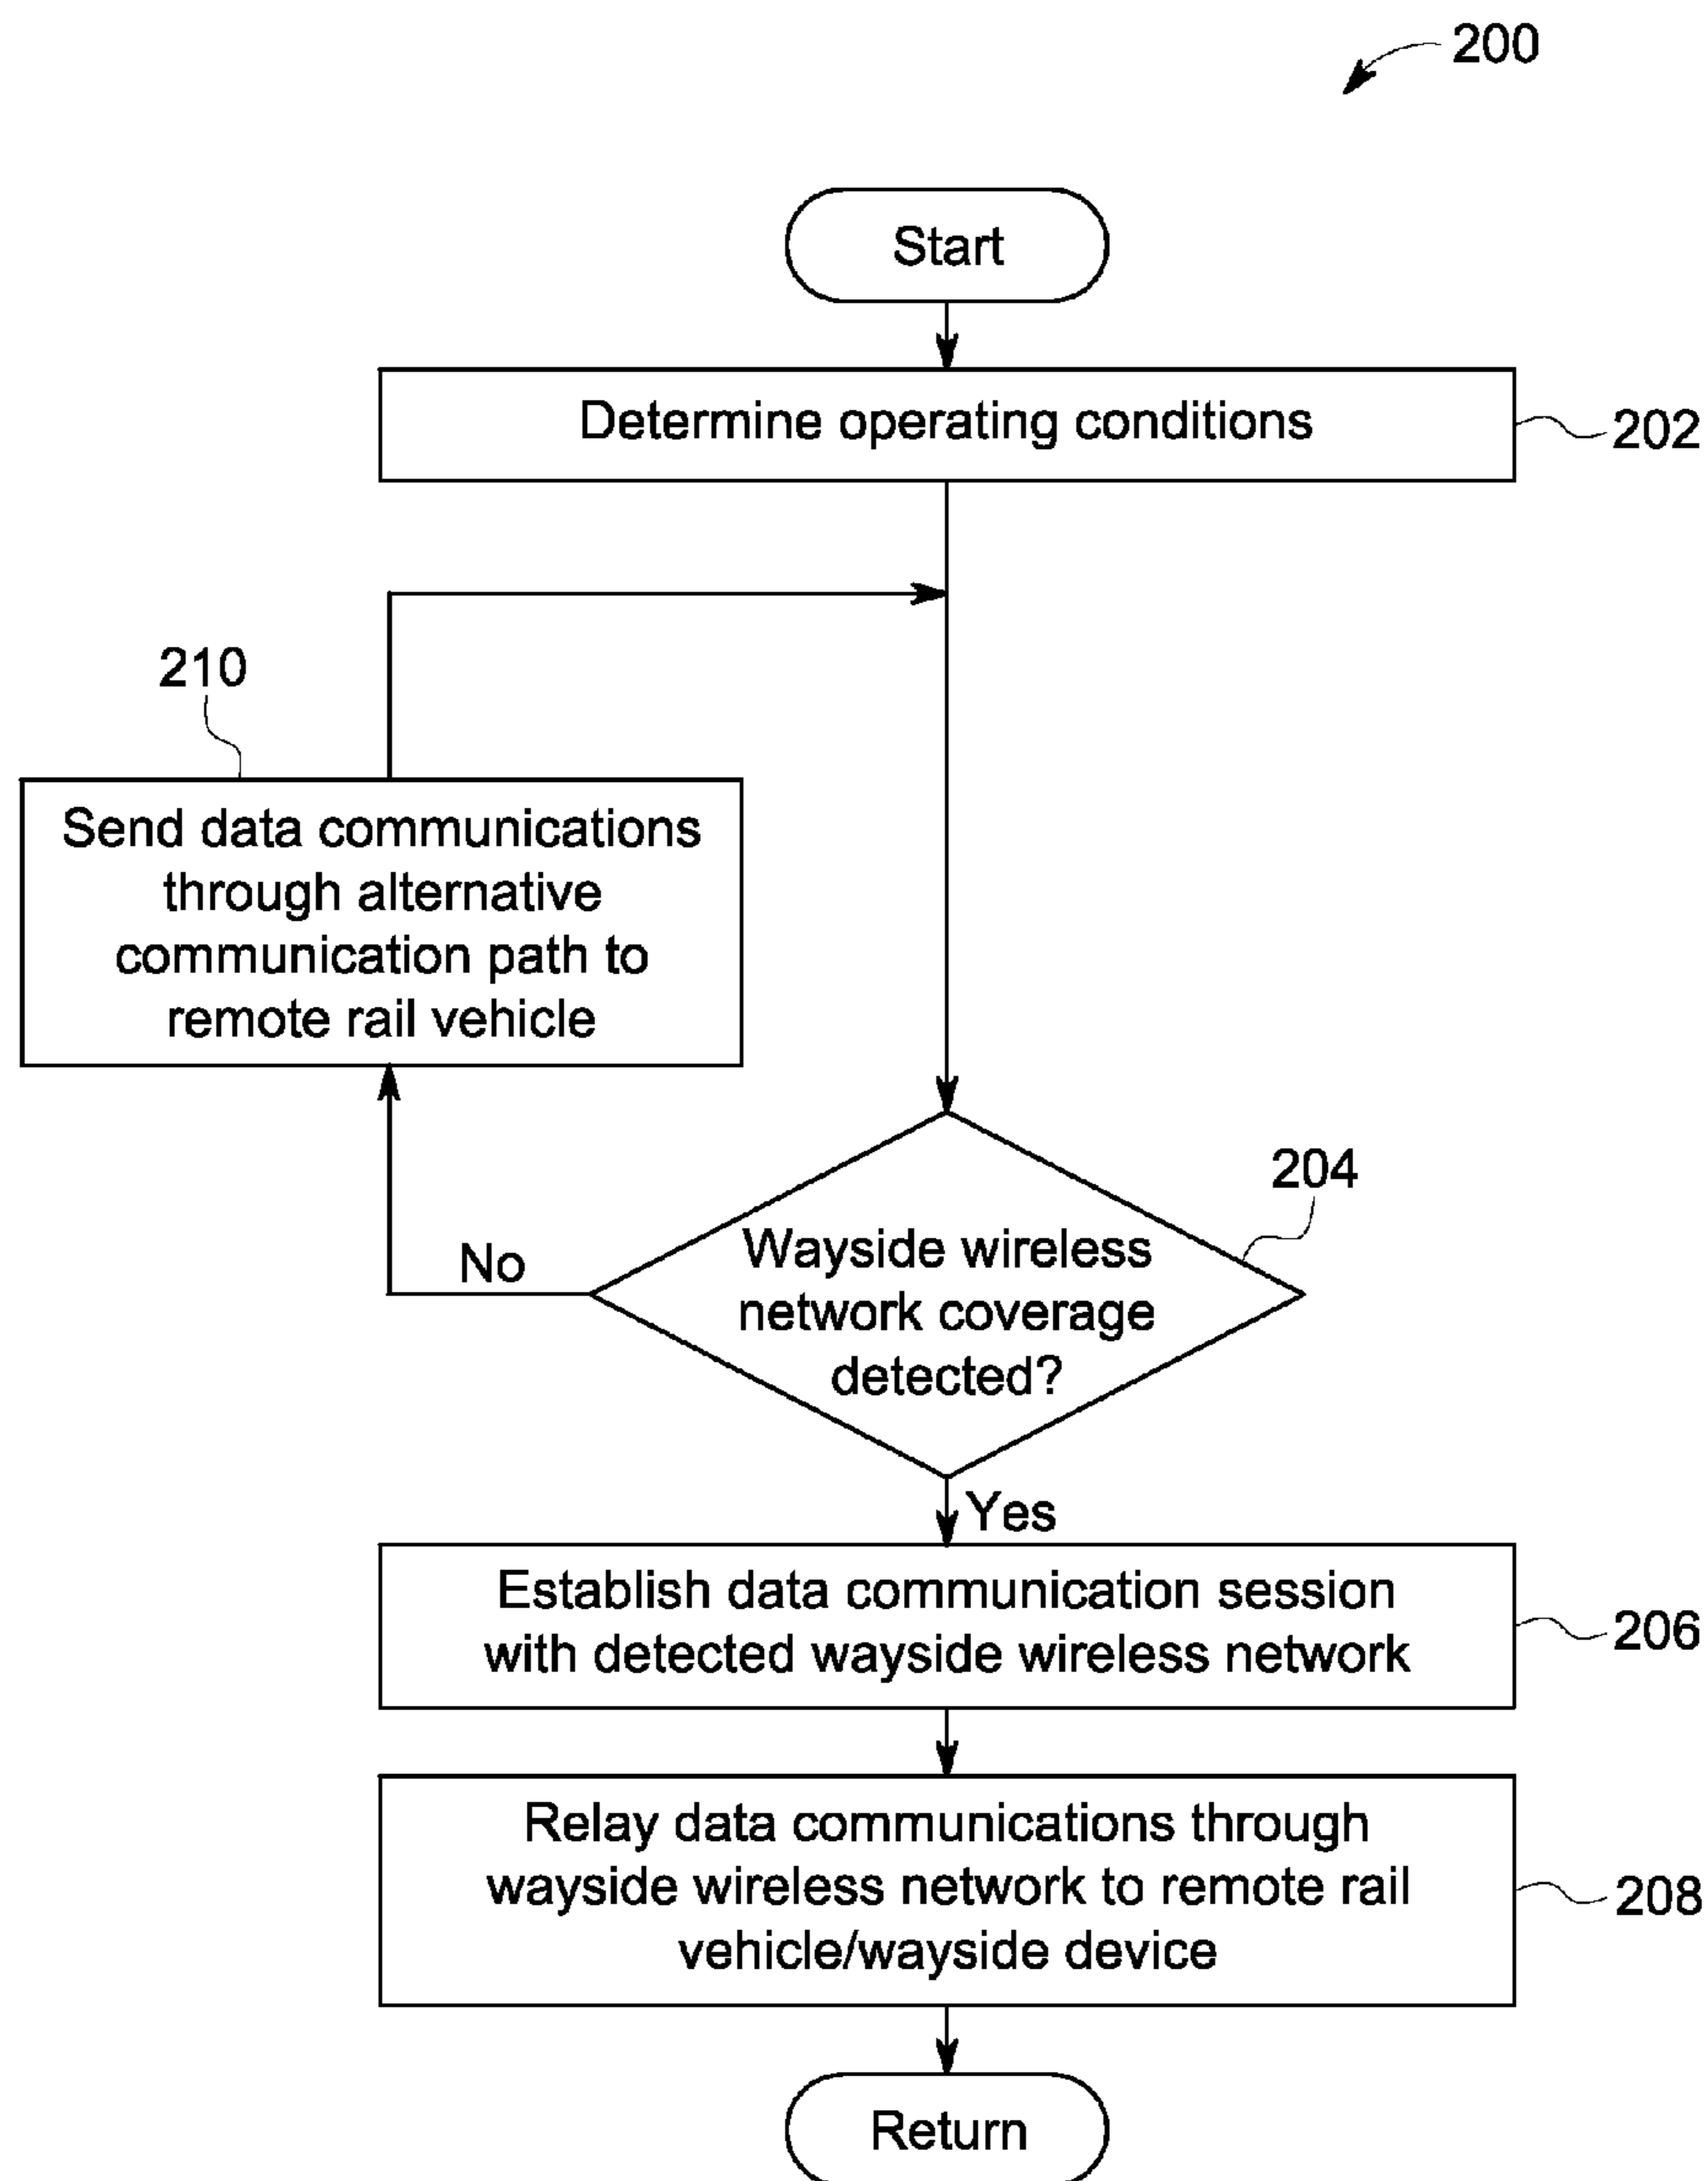 200
Start
Determine operating conditions
202
210
Send data communications
through alternative
communication path to
remote rail vehicle
204
Wayside wireless
network coverage
detected?
No
Yes
Establish data communication session
with detected wayside wireless network
206
Relay data communications through
wayside wireless network to remote rail
vehicle/wayside device
208
Return